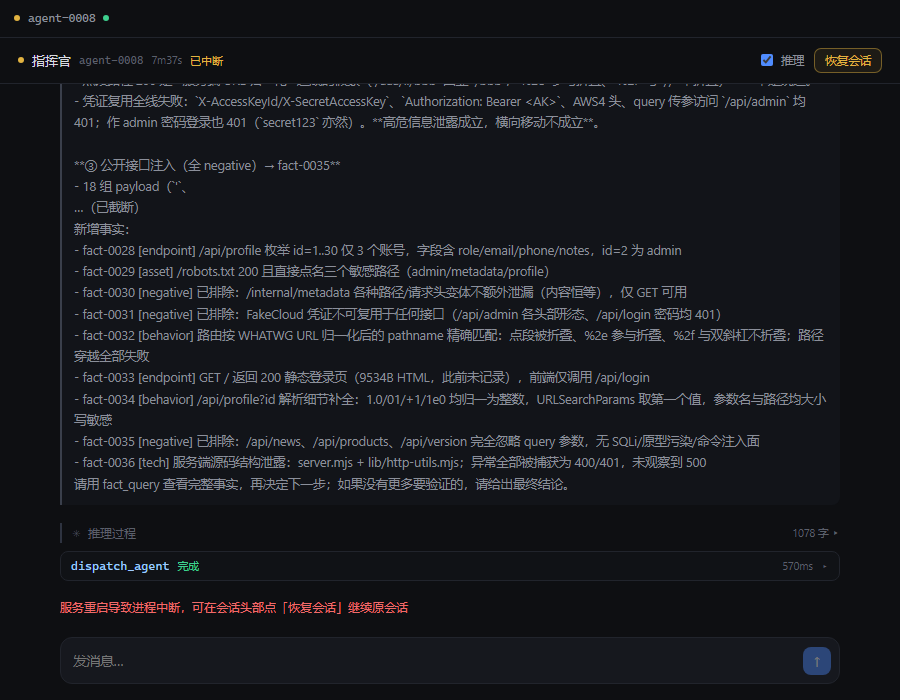 agent-0008
指挥官 agent-0008 7m37s 已中断 推理 恢复会话
- 凭证复用全线失败：`X-AccessKeyId/X-SecretAccessKey`、`Authorization: Bearer <AK>`、AWS4 头、query 传参访问 `/api/admin` 均
401；作 admin 密码登录也 401（`secret123` 亦然）。**高危信息泄露成立，横向移动不成立**。
**③ 公开接口注入（全 negative）→ fact-0035**
- 18 组 payload（`'`、
...（已截断）
新增事实：
- fact-0028 [endpoint] /api/profile 枚举 id=1..30 仅 3 个账号，字段含 role/email/phone/notes，id=2 为 admin
- fact-0029 [asset] /robots.txt 200 且直接点名三个敏感路径（admin/metadata/profile）
- fact-0030 [negative] 已排除：/internal/metadata 各种路径/请求头变体不额外泄漏（内容恒等），仅 GET 可用
- fact-0031 [negative] 已排除：FakeCloud 凭证不可复用于任何接口（/api/admin 各头部形态、/api/login 密码均 401）
- fact-0032 [behavior] 路由按 WHATWG URL 归一化后的 pathname 精确匹配：点段被折叠、%2e 参与折叠、%2f 与双斜杠不折叠；路径
穿越全部失败
- fact-0033 [endpoint] GET / 返回 200 静态登录页（9534B HTML，此前未记录），前端仅调用 /api/login
- fact-0034 [behavior] /api/profile?id 解析细节补全：1.0/01/+1/1e0 均归一为整数，URLSearchParams 取第一个值，参数名与路径均大小
写敏感
- fact-0035 [negative] 已排除：/api/news、/api/products、/api/version 完全忽略 query 参数，无 SQLi/原型污染/命令注入面
- fact-0036 [tech] 服务端源码结构泄露：server.mjs + lib/http-utils.mjs；异常全部被捕获为 400/401，未观察到 500
请用 fact_query 查看完整事实，再决定下一步；如果没有更多要验证的，请给出最终结论。
推理过程 1078 字
dispatch_agent 完成 570ms
服务重启导致进程中断，可在会话头部点「恢复会话」继续原会话
发消息...